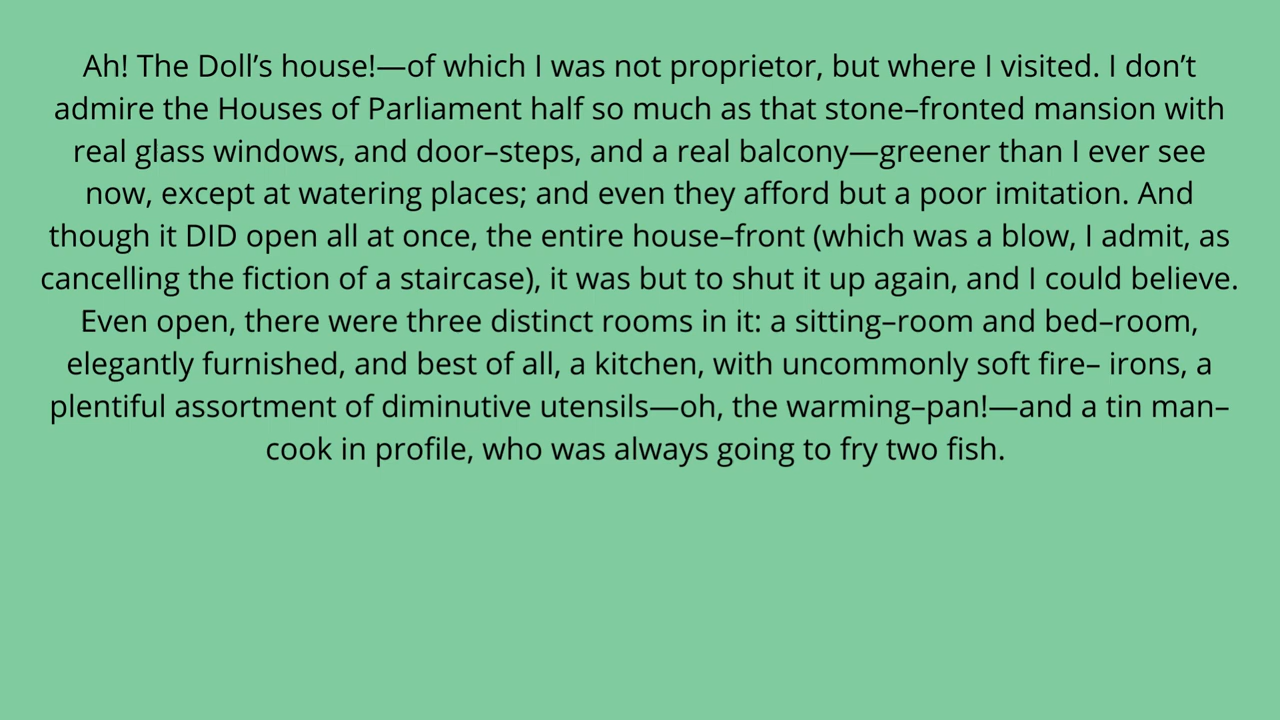 Ah! The Doll’s house!—of which I was not proprietor, but where I visited. I don’t
admire the Houses of Parliament half so much as that stone–fronted mansion with
real glass windows, and door–steps, and a real balcony—greener than I ever see
now, except at watering places; and even they afford but a poor imitation. And
though it DID open all at once, the entire house–front (which was a blow, I admit, as
cancelling the fiction of a staircase), it was but to shut it up again, and I could believe.
Even open, there were three distinct rooms in it: a sitting–room and bed–room,
elegantly furnished, and best of all, a kitchen, with uncommonly soft fire– irons, a
plentiful assortment of diminutive utensils—oh, the warming–pan!—and a tin man–
cook in profile, who was always going to fry two fish.